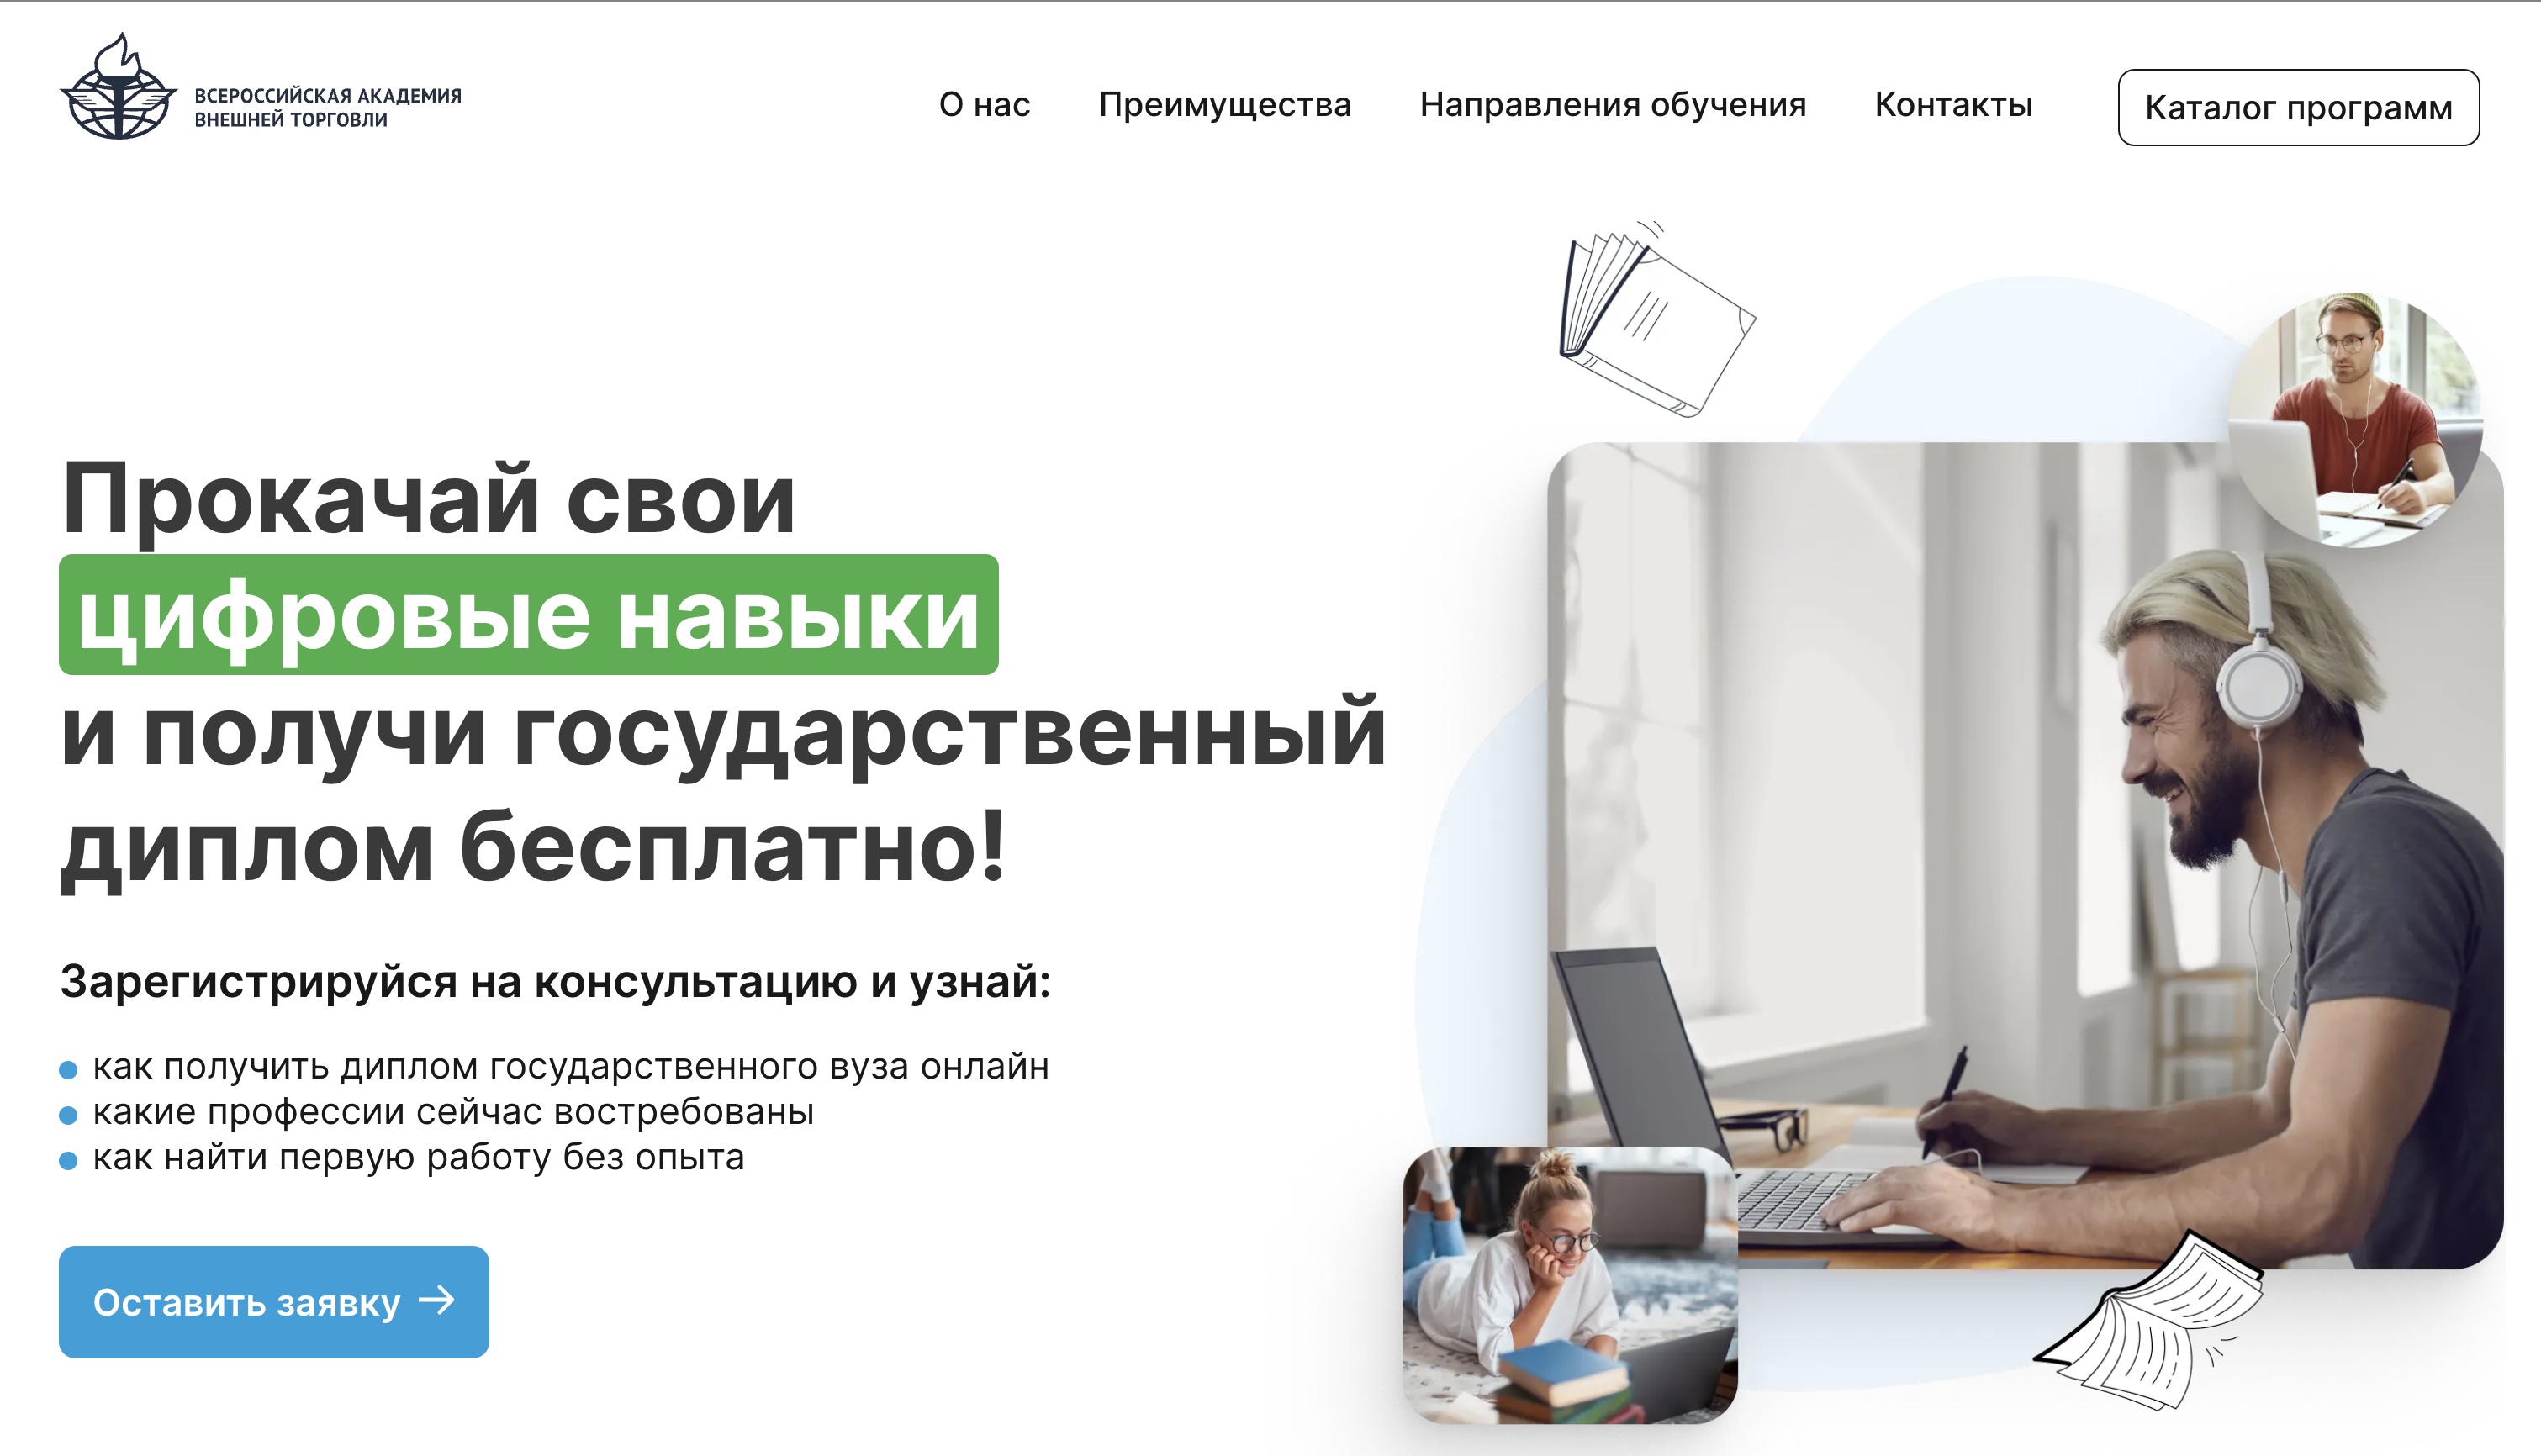 ВСЕРОССИЙСКАЯ АКАДЕМИЯ
ВНЕШНЕЙ ТОРГОВЛИ
О нас
Преимущества
Направления обучения
Контакты
Каталог программ
Прокачай свои
цифровые навыки
и получи государственный
диплом бесплатно!
Зарегистрируйся на консультацию и узнай:
как получить диплом государственного вуза онлайн
какие профессии сейчас востребованы
как найти первую работу без опыта
Оставить заявку →